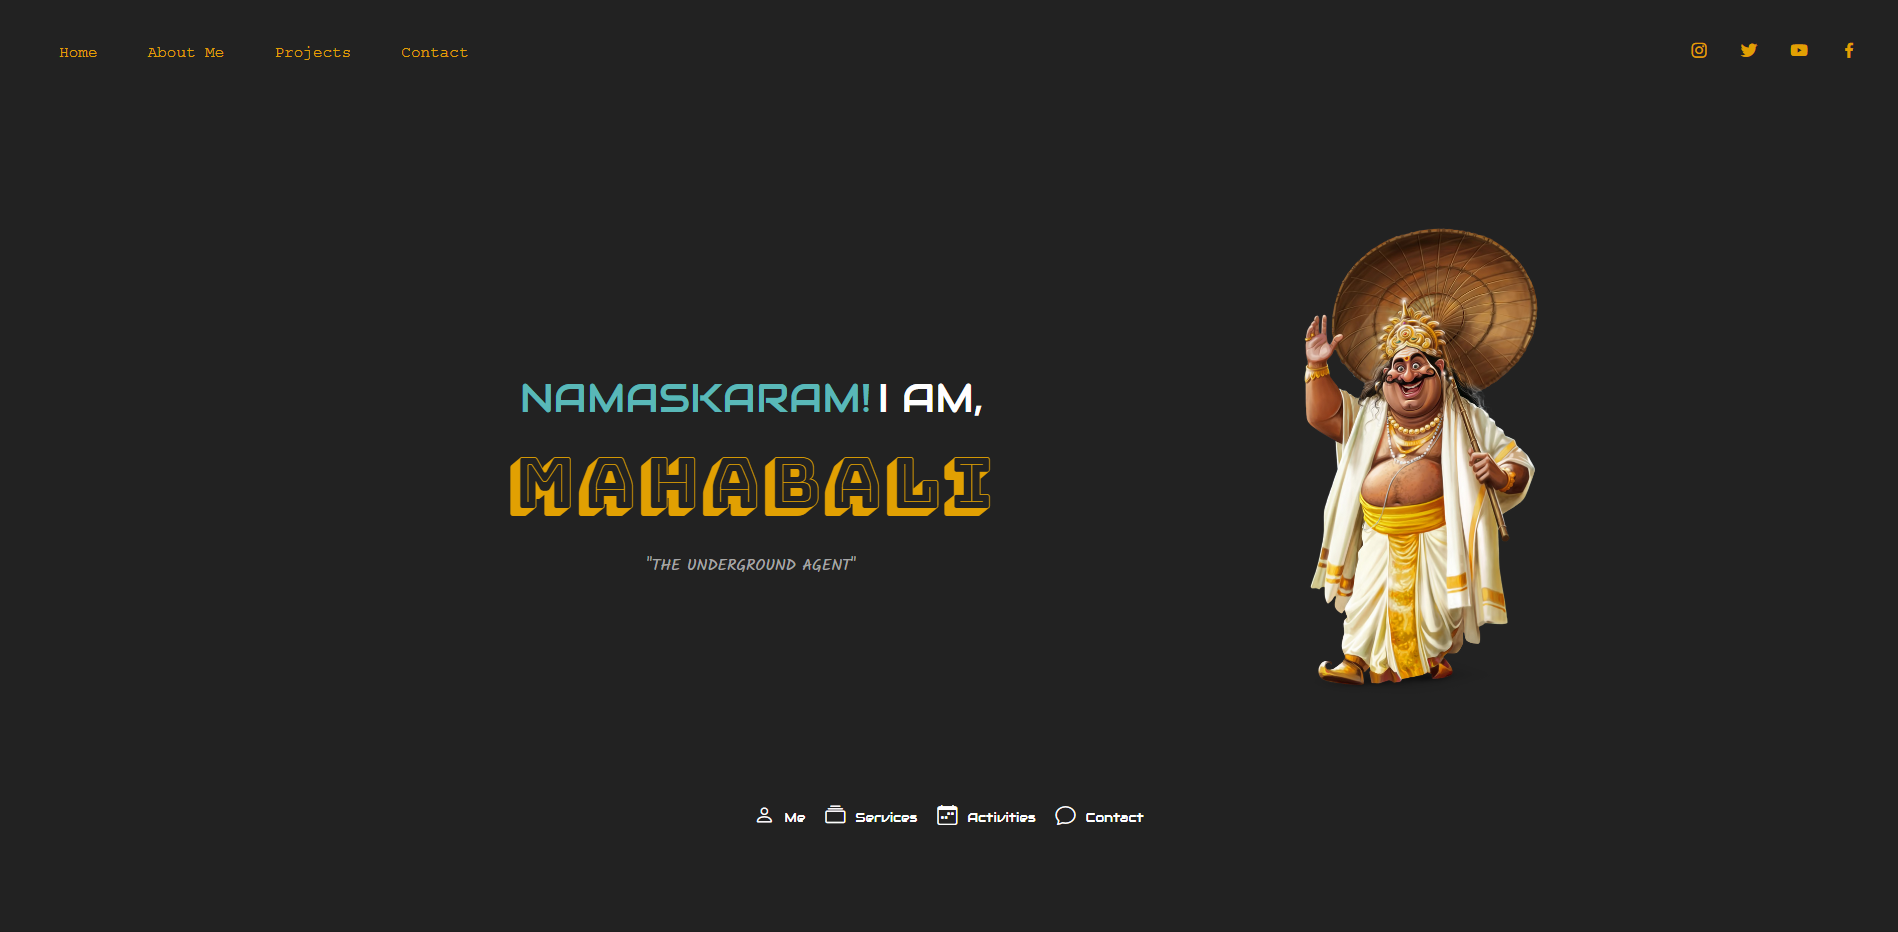 Home About Me Projects Contact
NAMASKARAM! I AM,
MAHABALI
"THE UNDERGROUND AGENT"
Me Services Activities Contact